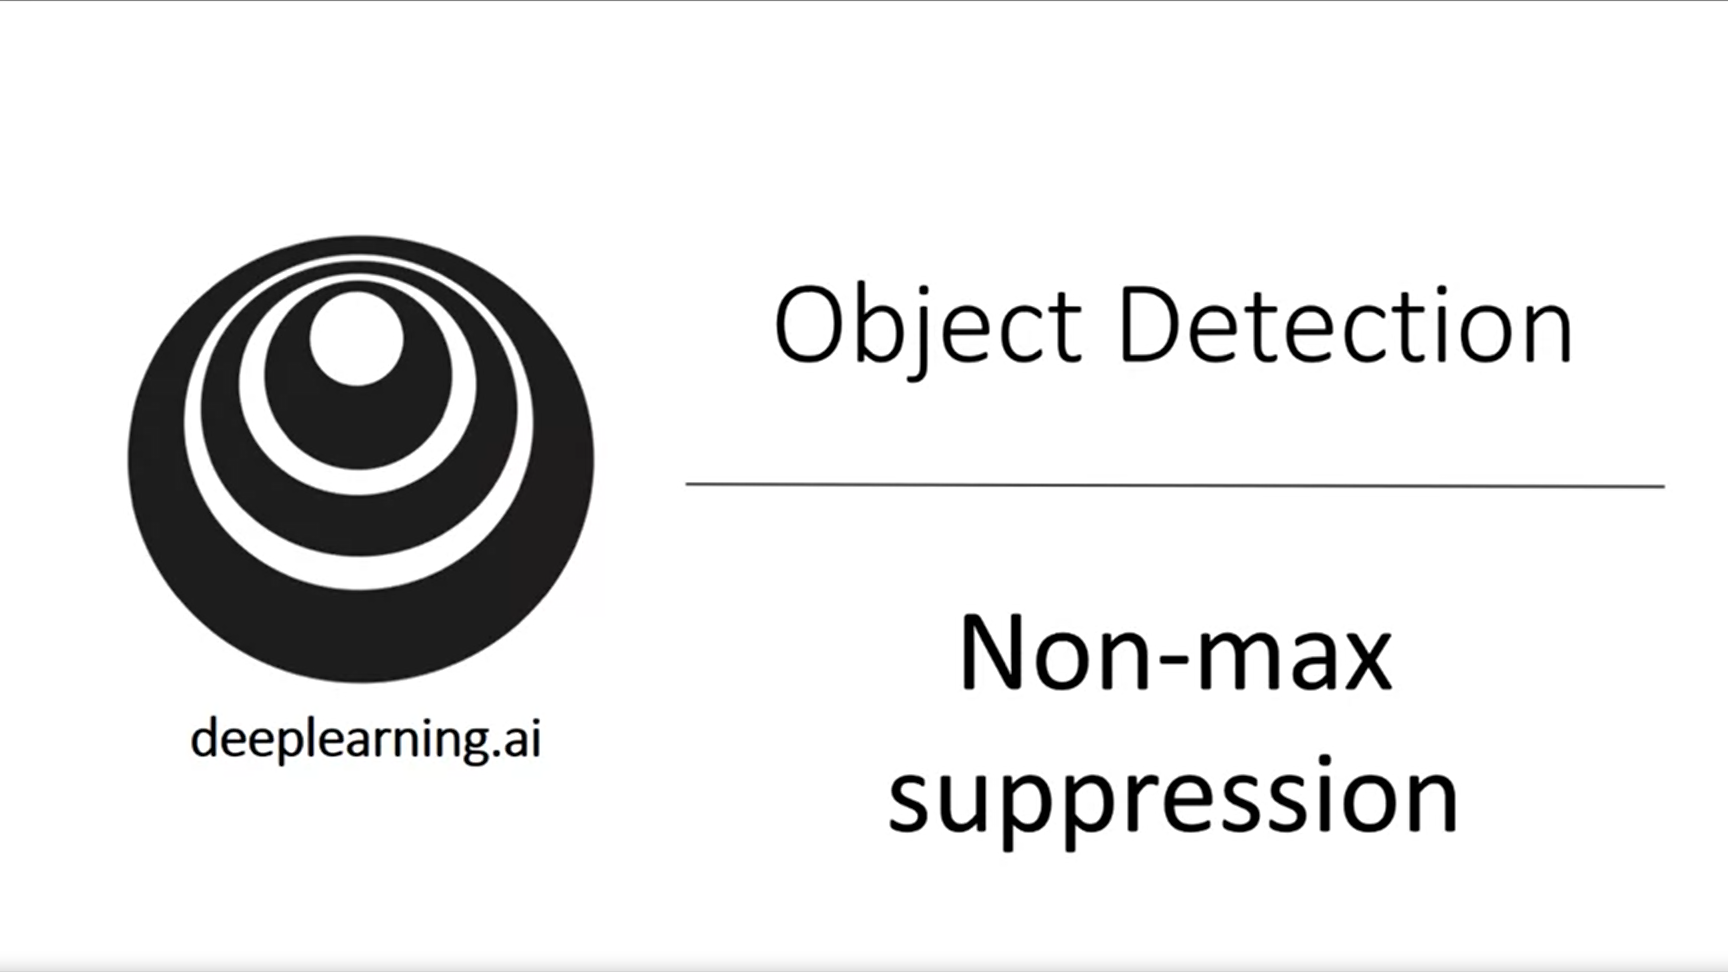 Object Detection
Non-max
suppression
deeplearning.ai